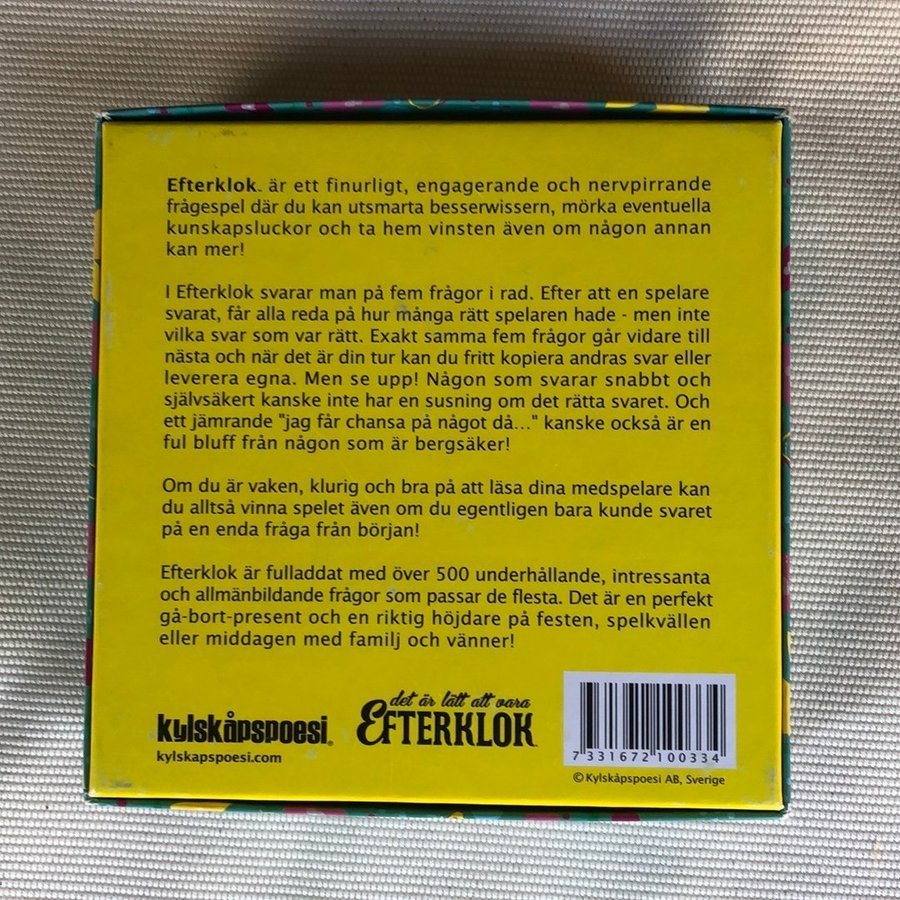 Efterklok™ är ett finurligt, engagerande och nervpirrande
frågespel där du kan utsmarta besserwissern, mörka eventuella
kunskapsluckor och ta hem vinsten även om någon annan
kan mer!
I Efterklok svarar man på fem frågor i rad. Efter att en spelare
svarat, får alla reda på hur många rätt spelaren hade - men inte
vilka svar som var rätt. Exakt samma fem frågor går vidare till
nästa och när det är din tur kan du fritt kopiera andras svar eller
leverera egna. Men se upp! Någon som svarar snabbt och
självsäkert kanske inte har en susning om det rätta svaret. Och
ett jämrande "jag får chansa på något då..." kanske också är en
ful bluff från någon som är bergsäker!
Om du är vaken, klurig och bra på att läsa dina medspelare kan
du alltså vinna spelet även om du egentligen bara kunde svaret
på en enda fråga från början!
Efterklok är fulladdat med över 500 underhållande, intressanta
och allmänbildande frågor som passar de flesta. Det är en perfekt
gå-bort-present och en riktig höjdare på festen, spelkvällen
eller middagen med familj och vänner!
kylskåpspoesi®
kylskapspoesi.com
det är lätt att vara
EFTERKLOK™
7 331672 100334
© Kylskåpspoesi AB, Sverige